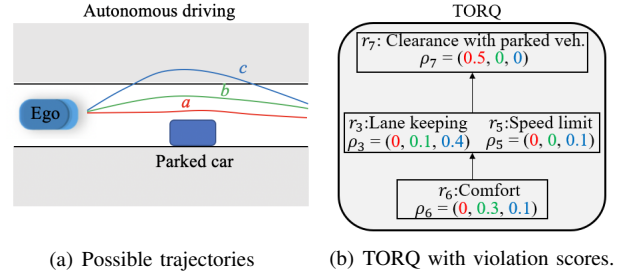 Autonomous driving
c
b
a
Ego
Parked car
(a) Possible trajectories
TORQ
r₇: Clearance with parked veh.
ρ₇ = (0.5, 0, 0)
r₃:Lane keeping
ρ₃ = (0, 0.1, 0.4)
r₅:Speed limit
ρ₅ = (0, 0, 0.1)
r₆:Comfort
ρ₆ = (0, 0.3, 0.1)
(b) TORQ with violation scores.